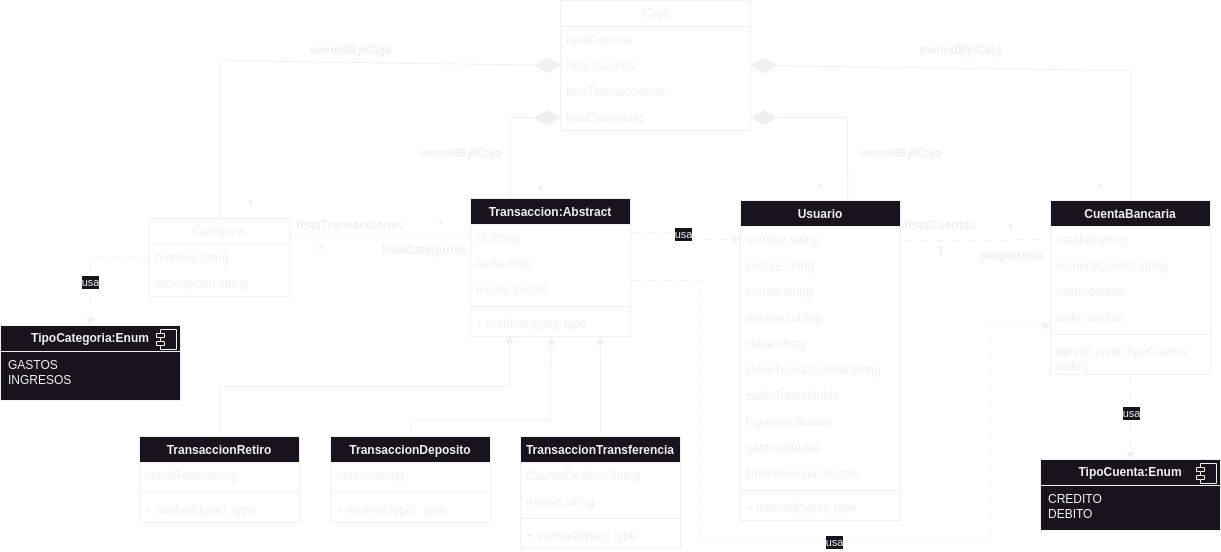 ICaja
listaCuentas
listaUsuarios
listaTransacciones
listaCategorias
ownedByICaja
ownedByICaja
ownedByICaja
ownedByICaja
*
*
*
*
Categoria
nombre:string
descripcion:string
listaTransacciones
*
*
listaCategorias
Transaccion:Abstract
id:String
fecha:date
monto:double
+ method(type): type
usa
Usuario
nombre:string
cedula:string
correo:string
telefono:string
clave:string
claveTransaccional:string
saldoTotal:double
ingresos:double
gastos:double
limiteMensual:double
+ method(type): type
listaCuentas
*
1
propietario
CuentaBancaria
entidad:string
numeroCuenta:string
saldo:double
limite:double
definirLimite(TipoCuenta,
limite)
usa
TipoCategoria:Enum
GASTOS
INGRESOS
TransaccionRetiro
claveRetiro:string
+ method(type): type
TransaccionDeposito
motivo:string
+ method(type): type
TransaccionTransferencia
CuentaDestino:String
motivo:string
+ method(type): type
usa
usa
TipoCuenta:Enum
CREDITO
DEBITO